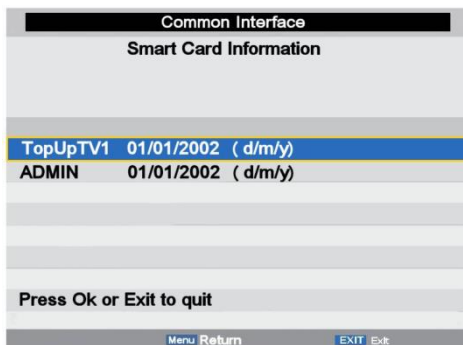 Common Interface
Smart Card Information
TopUpTV1 01/01/2002 ( d/m/y)
ADMIN 01/01/2002 ( d/m/y)
Press Ok or Exit to quit
Menu Return EXIT Exit